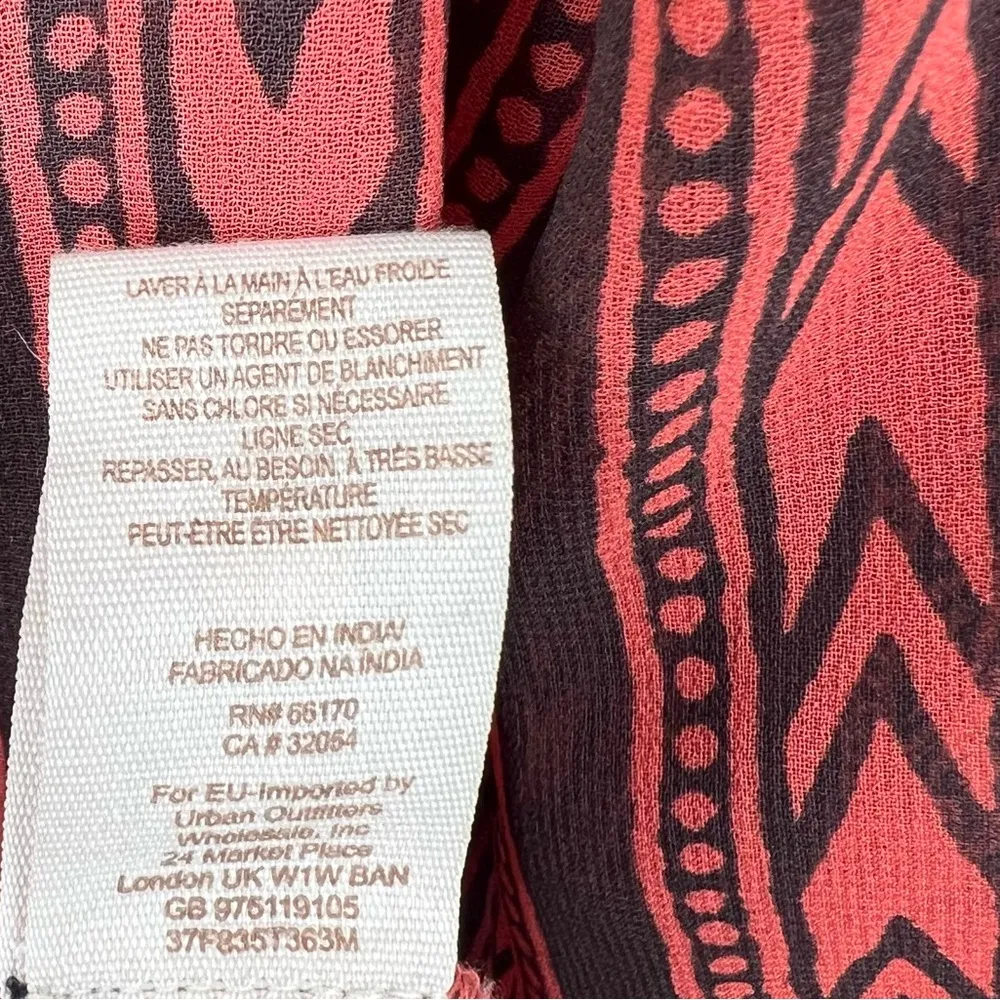 LAVER À LA MAIN À L'EAU FROIDE
SÉPARÉMENT
NE PAS TORDRE OU ESSORER
UTILISER UN AGENT DE BLANCHIMENT
SANS CHLORE SI NÉCESSAIRE
LIGNE SEC
REPASSER, AU BESOIN, À TRÈS BASSE
TEMPÉRATURE
PEUT-ÊTRE ÊTRE NETTOYÉE SEC
HECHO EN INDIA/
FABRICADO NA ÍNDIA
RN# 66170
CA # 32054
For EU-Imported by
Urban Outfitters
Wholesale, Inc
24 Market Place
London UK W1W 8AN
GB 975119105
37F835T363M